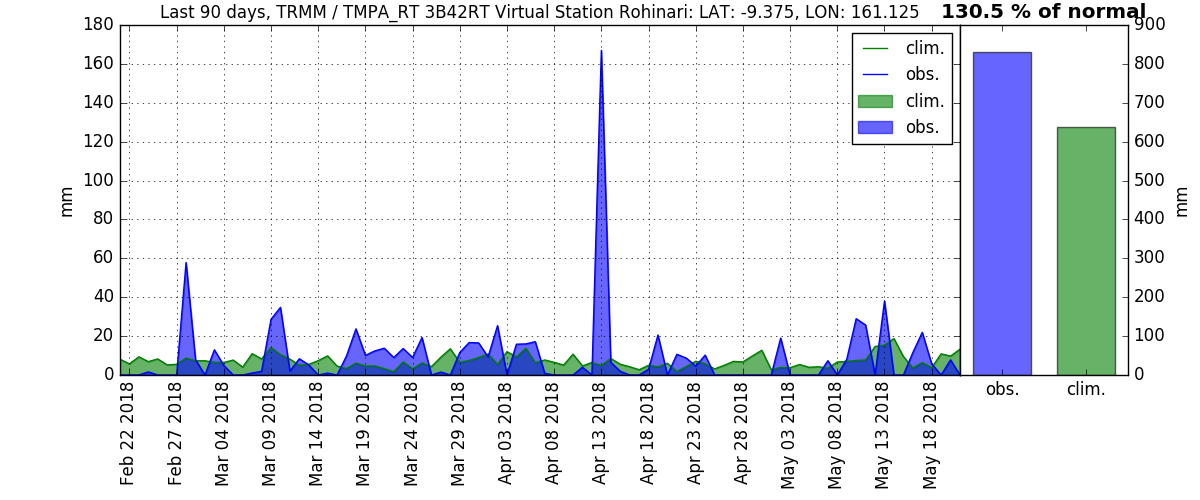 Last 90 days, TRMM / TMPA_RT 3B42RT Virtual Station Rohinari: LAT: -9.375, LON: 161.125
130.5 % of normal
180
160
140
120
100
80
60
40
20
0
mm
clim.
obs.
clim.
obs.
900
800
700
600
500
400
300
200
100
0
mm
Feb 22 2018
Feb 27 2018
Mar 04 2018
Mar 09 2018
Mar 14 2018
Mar 19 2018
Mar 24 2018
Mar 29 2018
Apr 03 2018
Apr 08 2018
Apr 13 2018
Apr 18 2018
Apr 23 2018
Apr 28 2018
May 03 2018
May 08 2018
May 13 2018
May 18 2018
obs.
clim.